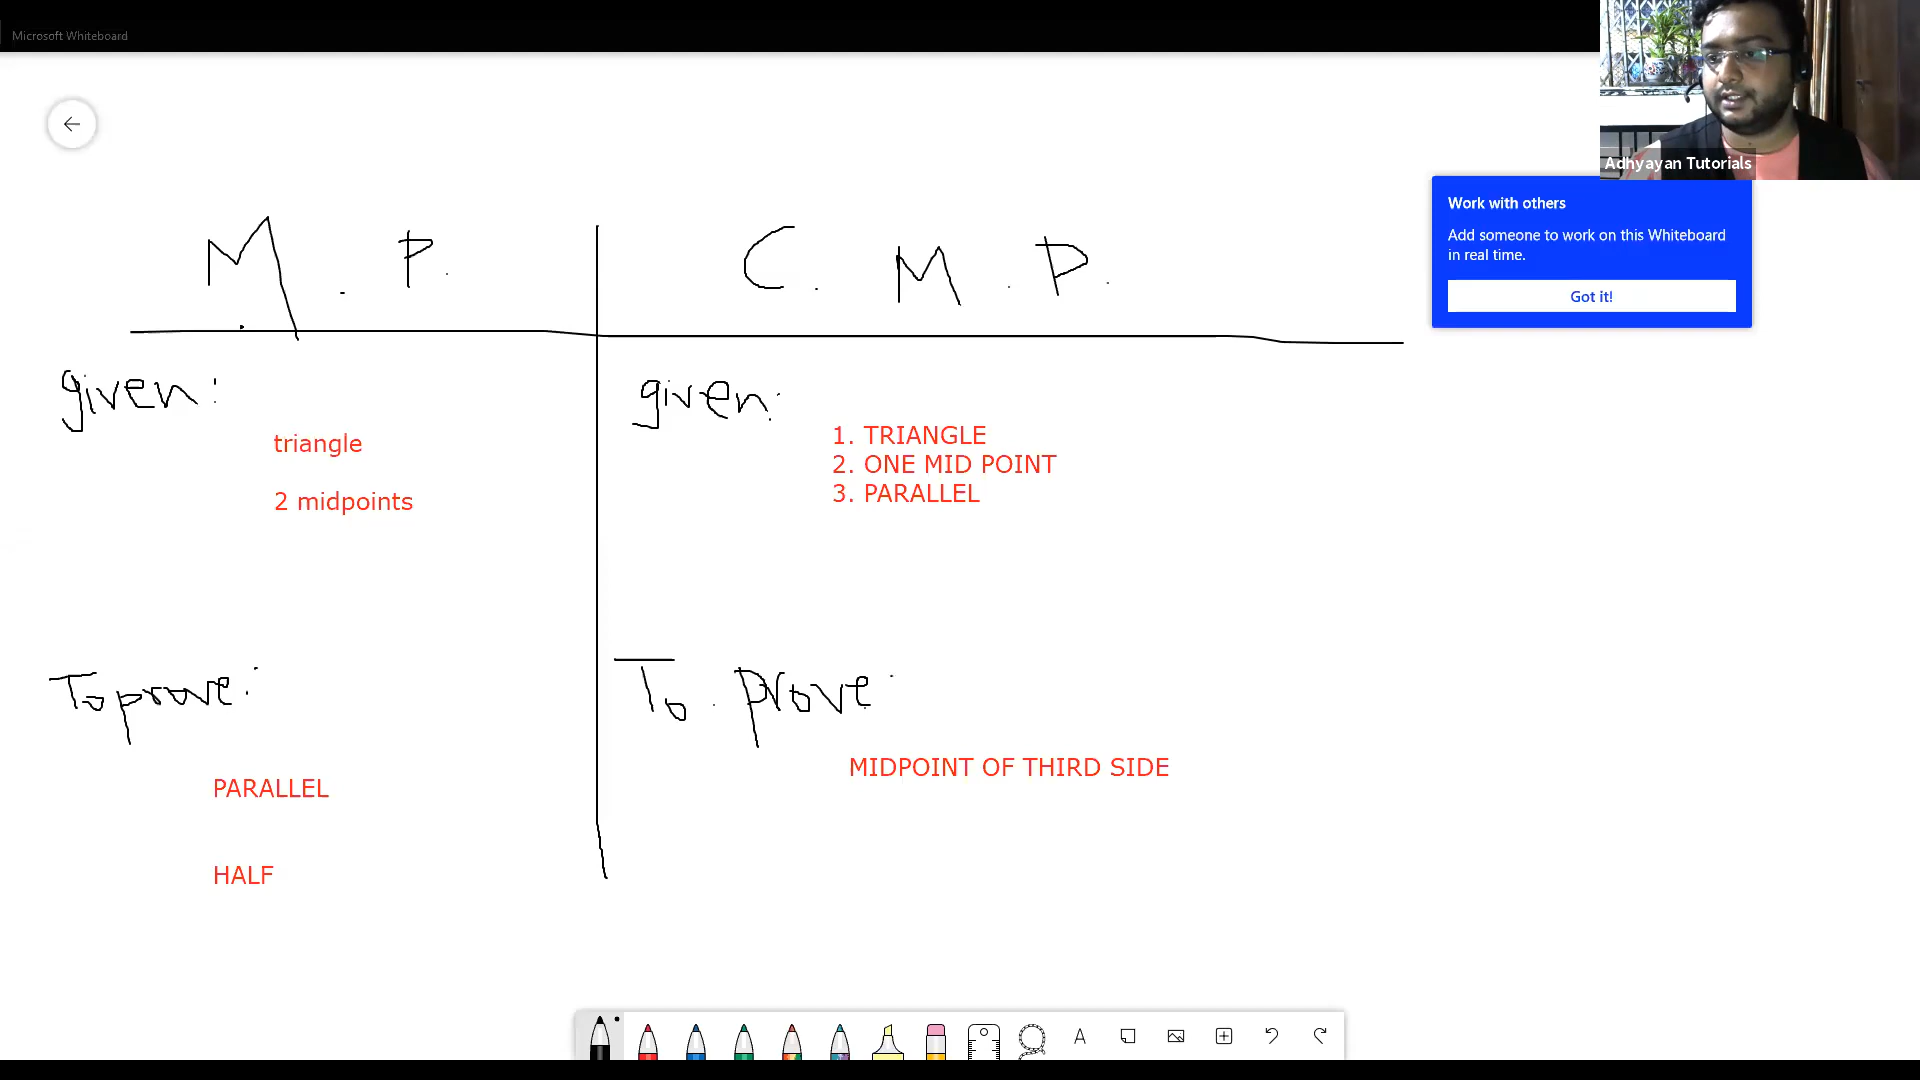 Microsoft Whiteboard
Adhyayan Tutorials
Work with others
Add someone to work on this Whiteboard
in real time.
Got it!
M. P.
C. M. P.
given:
triangle
2 midpoints
given:
1. TRIANGLE
2. ONE MID POINT
3. PARALLEL
To prove:
PARALLEL
HALF
To. prove:
MIDPOINT OF THIRD SIDE
A